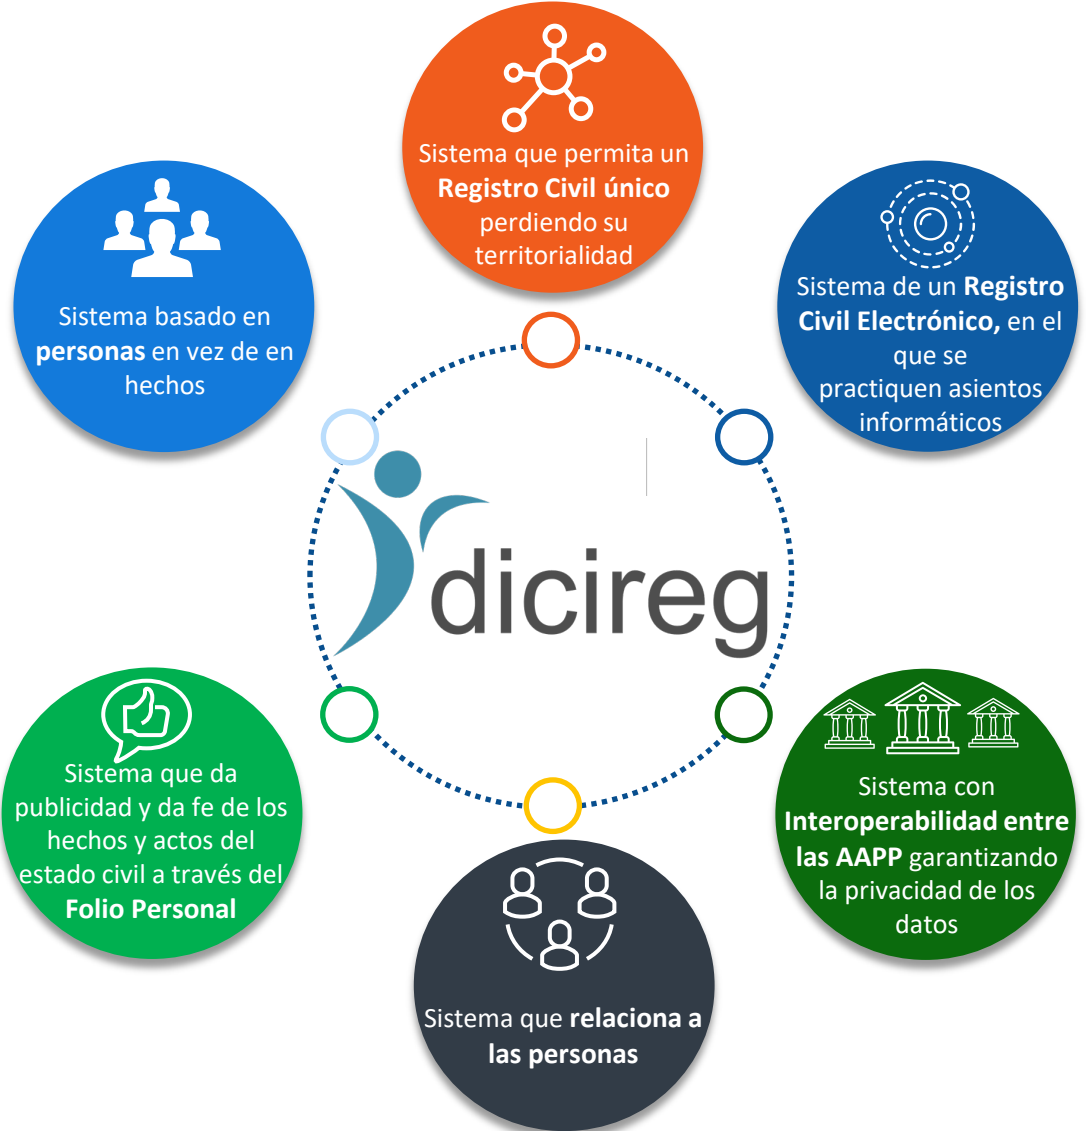 Sistema que permita un
Registro Civil único
perdiendo su
territorialidad
Sistema basado en
personas en vez de en
hechos
Sistema de un Registro
Civil Electrónico, en el
que se
practiquen asientos
informáticos
dicireg
Sistema que da
publicidad y da fe de los
hechos y actos del
estado civil a través del
Folio Personal
Sistema con
Interoperabilidad entre
las AAPP garantizando
la privacidad de los
datos
Sistema que relaciona a
las personas